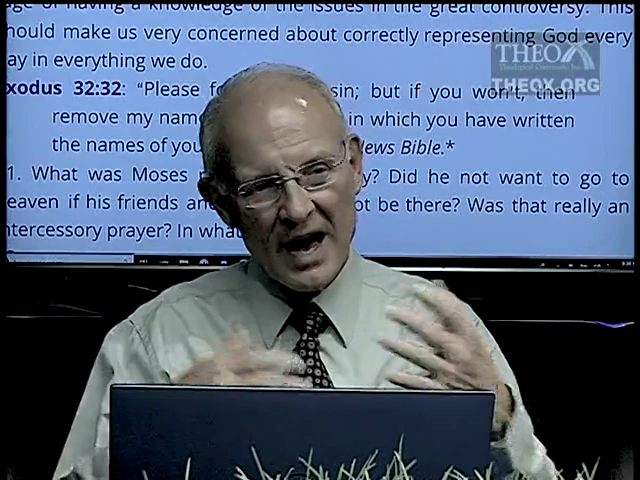 ge of having a knowledge of the issues in the great controversy. This
hould make us very concerned about correctly representing God every
ay in everything we do.
THEOX
THEOX.ORG
xodus 32:32: “Please fo sin; but if you won't, then
remove my nam in which you have written
the names of you ews Bible.*
1. What was Moses y? Did he not want to go to
eaven if his friends an ot be there? Was that really an
ntercessory prayer? In what